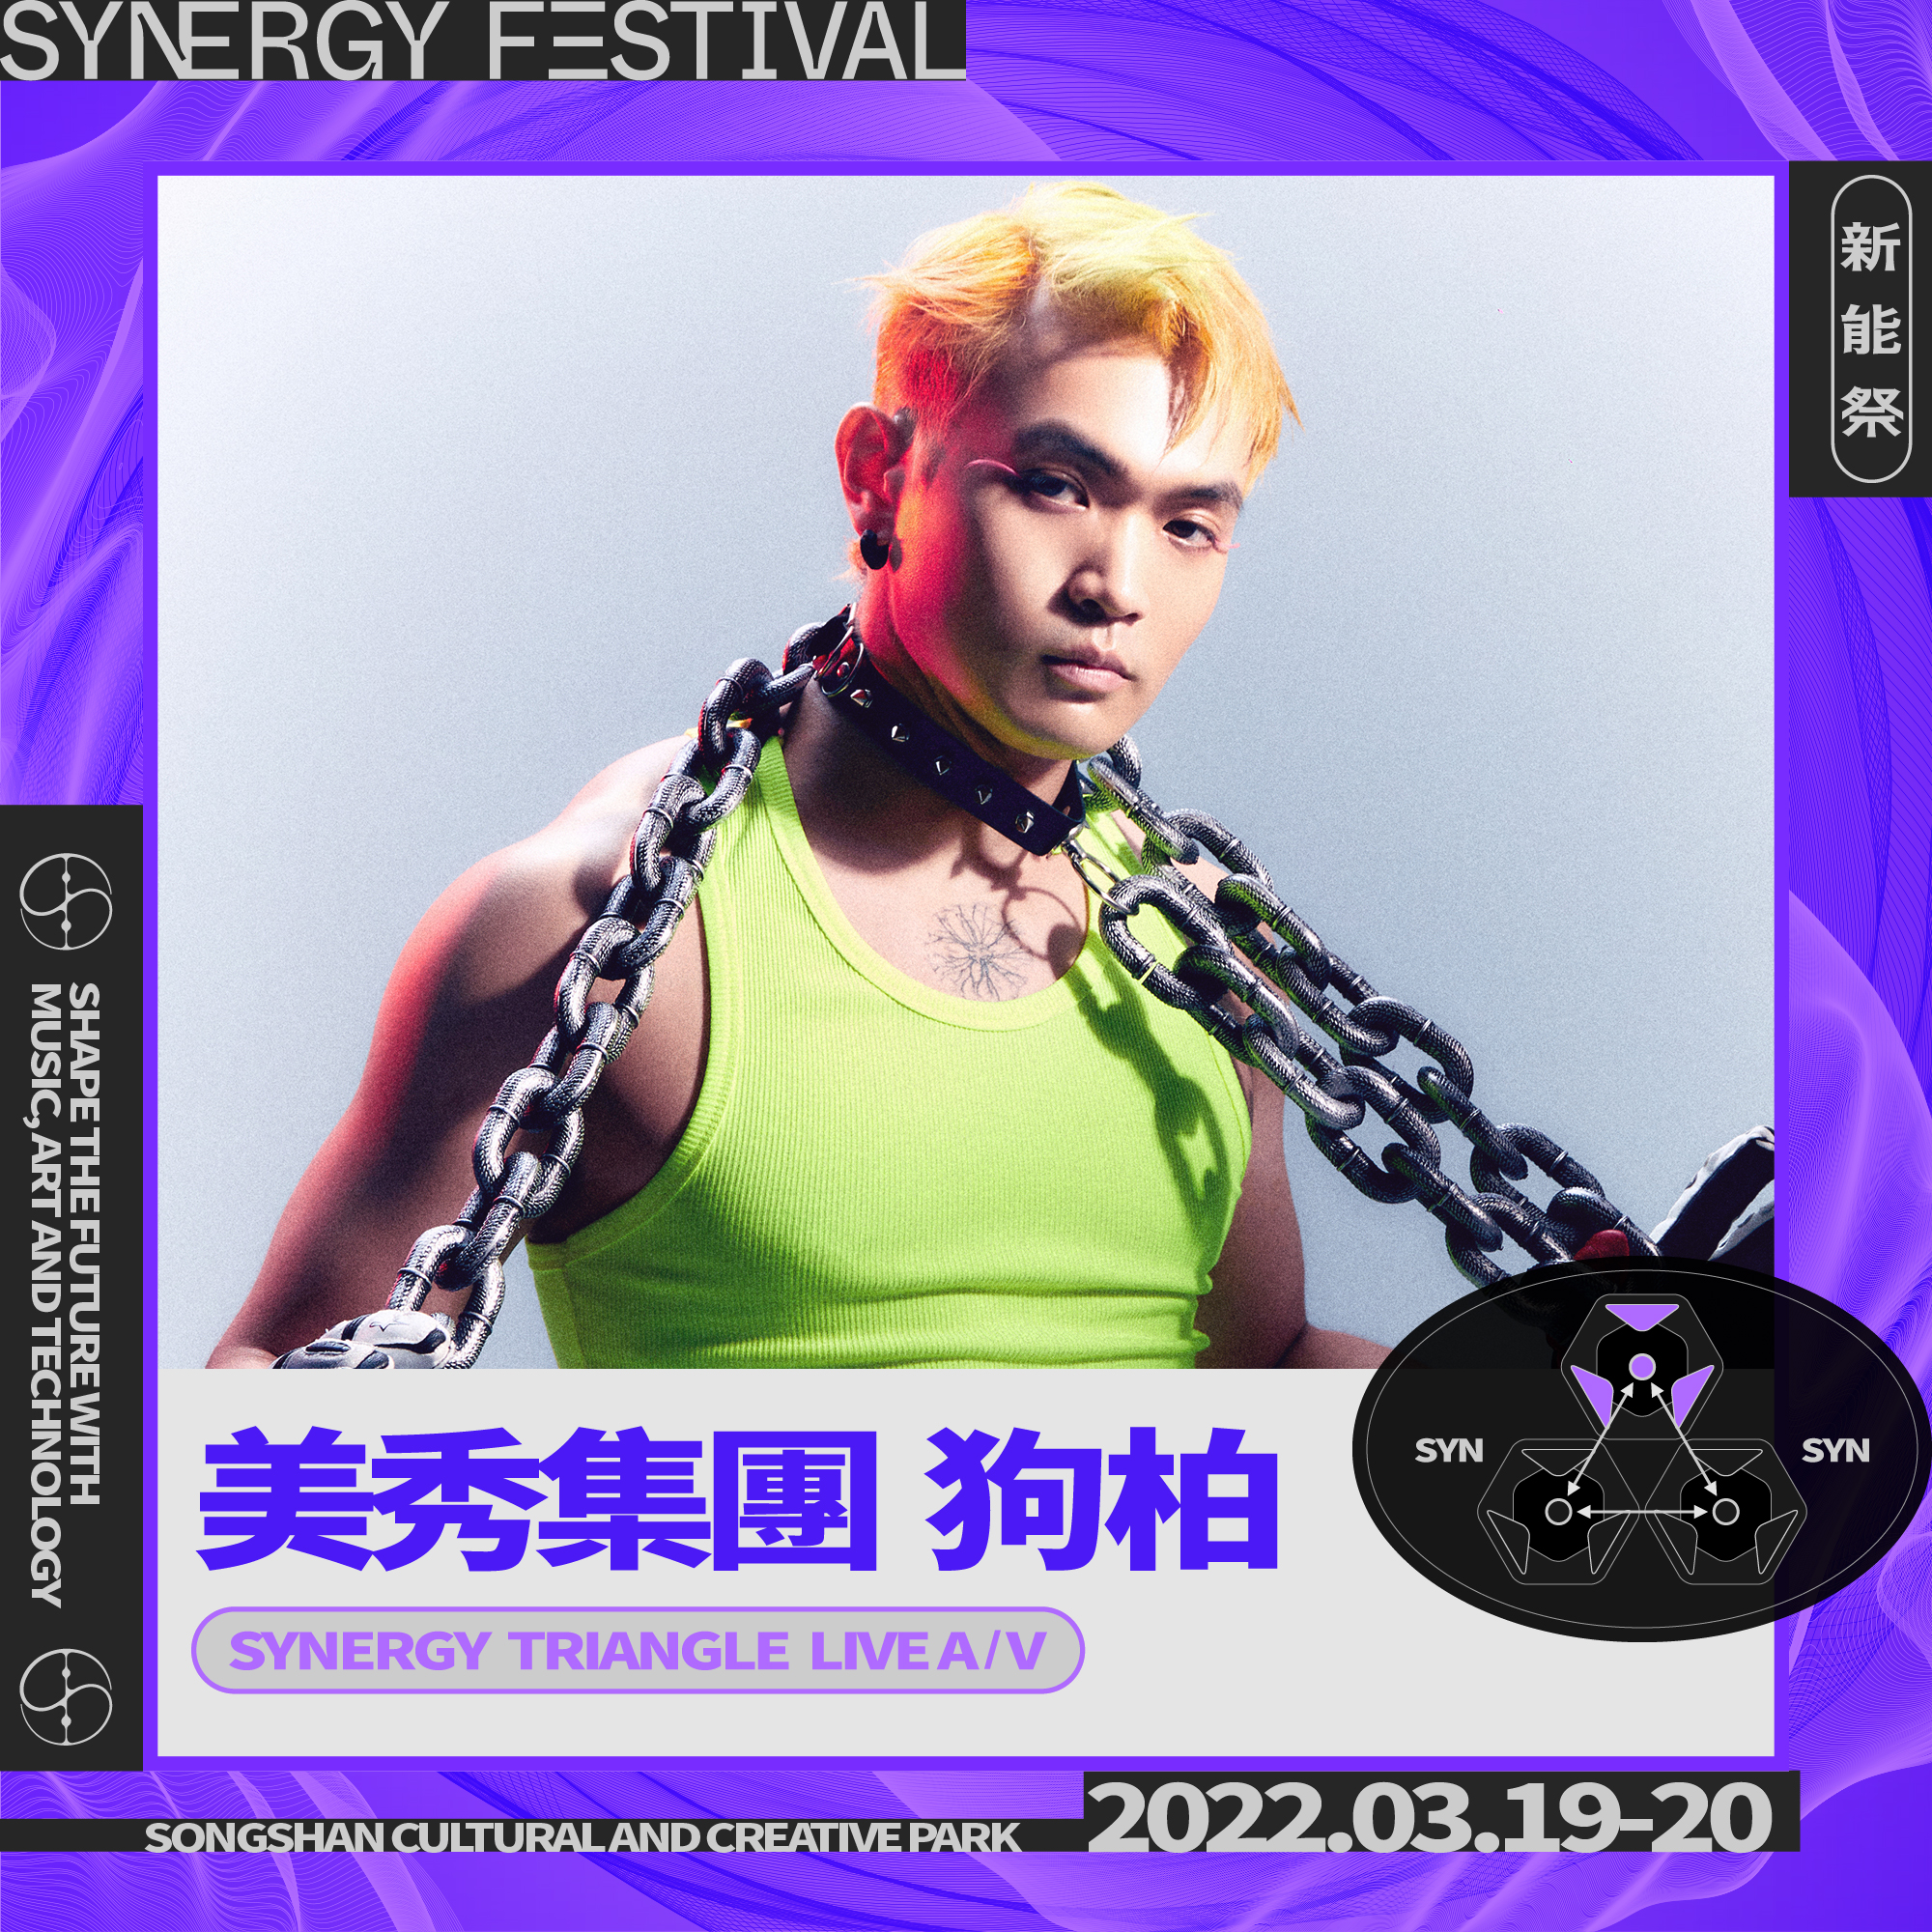 SYNERGY FESTIVAL
新能祭
SHAPE THE FUTURE WITH
MUSIC, ART AND TECHNOLOGY
SYN
SYN
美秀集團 狗柏
SYNERGY TRIANGLE LIVE A/V
2022.03.19-20
SONGSHAN CULTURAL AND CREATIVE PARK